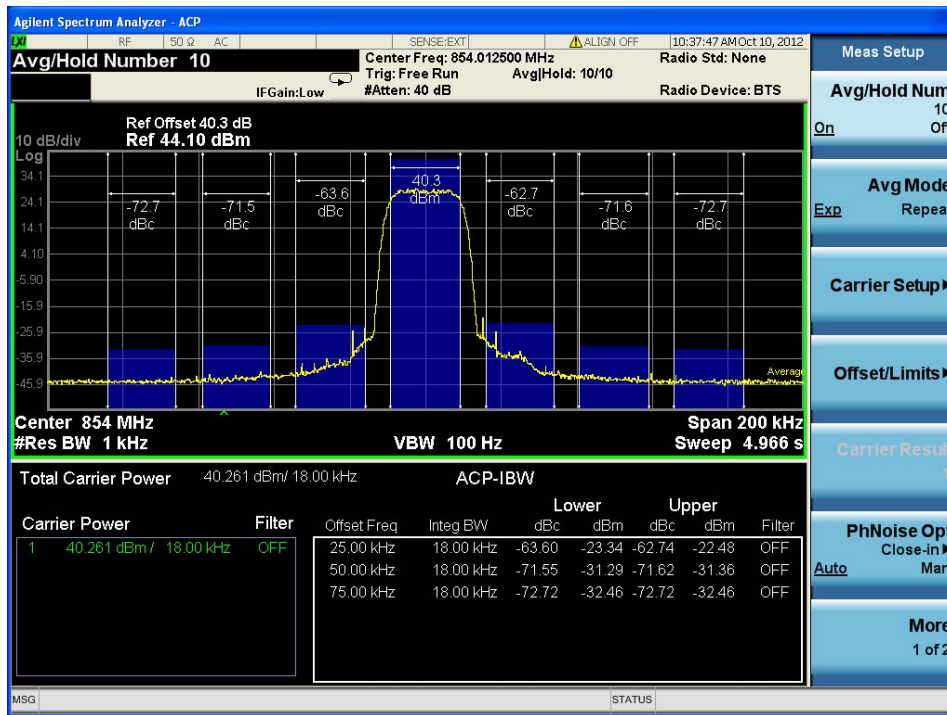 Agilent Spectrum Analyzer - ACP
LXI RF 50 Ω AC SENSE:EXT ALIGN OFF 10:37:47 AM Oct 10, 2012
Avg/Hold Number 10
Center Freq: 854.012500 MHz Radio Std: None
Trig: Free Run Avg|Hold: 10/10
IFGain:Low #Atten: 40 dB Radio Device: BTS
Ref Offset 40.3 dB
10 dB/div Ref 44.10 dBm
Log
34.1
24.1
14.1
4.10
-5.90
-15.9
-25.9
-35.9
-45.9
-72.7 dBc
-71.5 dBc
-63.6 dBc
40.3 dBm
-62.7 dBc
-71.6 dBc
-72.7 dBc
Average
Center 854 MHz Span 200 kHz
#Res BW 1 kHz VBW 100 Hz Sweep 4.966 s
Total Carrier Power 40.261 dBm/ 18.00 kHz ACP-IBW
Lower Upper
Carrier Power Filter
1 40.261 dBm / 18.00 kHz OFF
Offset Freq Integ BW dBc dBm dBc dBm Filter
25.00 kHz 18.00 kHz -63.60 -23.34 -62.74 -22.48 OFF
50.00 kHz 18.00 kHz -71.55 -31.29 -71.62 -31.36 OFF
75.00 kHz 18.00 kHz -72.72 -32.46 -72.72 -32.46 OFF
MSG STATUS
Meas Setup
Avg/Hold Num
10
On Of
Avg Mode
Exp Repea
Carrier Setup
Offset/Limits
Carrier Resul
PhNoise Op
Close-in
Auto Man
More
1 of 2